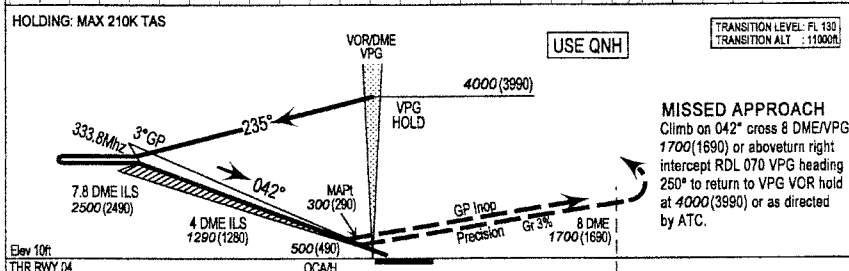 HOLDING: MAX 210K TAS
VOR/DME
VPG
USE QNH
TRANSITION LEVEL: FL 130
TRANSITION ALT : 11000ft
4000(3990)
VPG
HOLD
235°
333.8Mhz
3°GP
042°
MISSED APPROACH
Climb on 042° cross 8 DME/VPG
1700(1690) or aboveturn right
intercept RDL 070 VPG heading
250° to return to VPG VOR hold
at 4000(3990) or as directed
by ATC.
7.8 DME ILS
2500(2490)
MAPt
300(290)
GP Inop
Precision
Gr 3%
4 DME ILS
1290(1280)
8 DME
1700(1690)
500(490)
Elev 10ft
THR RWY 04
OCA/H